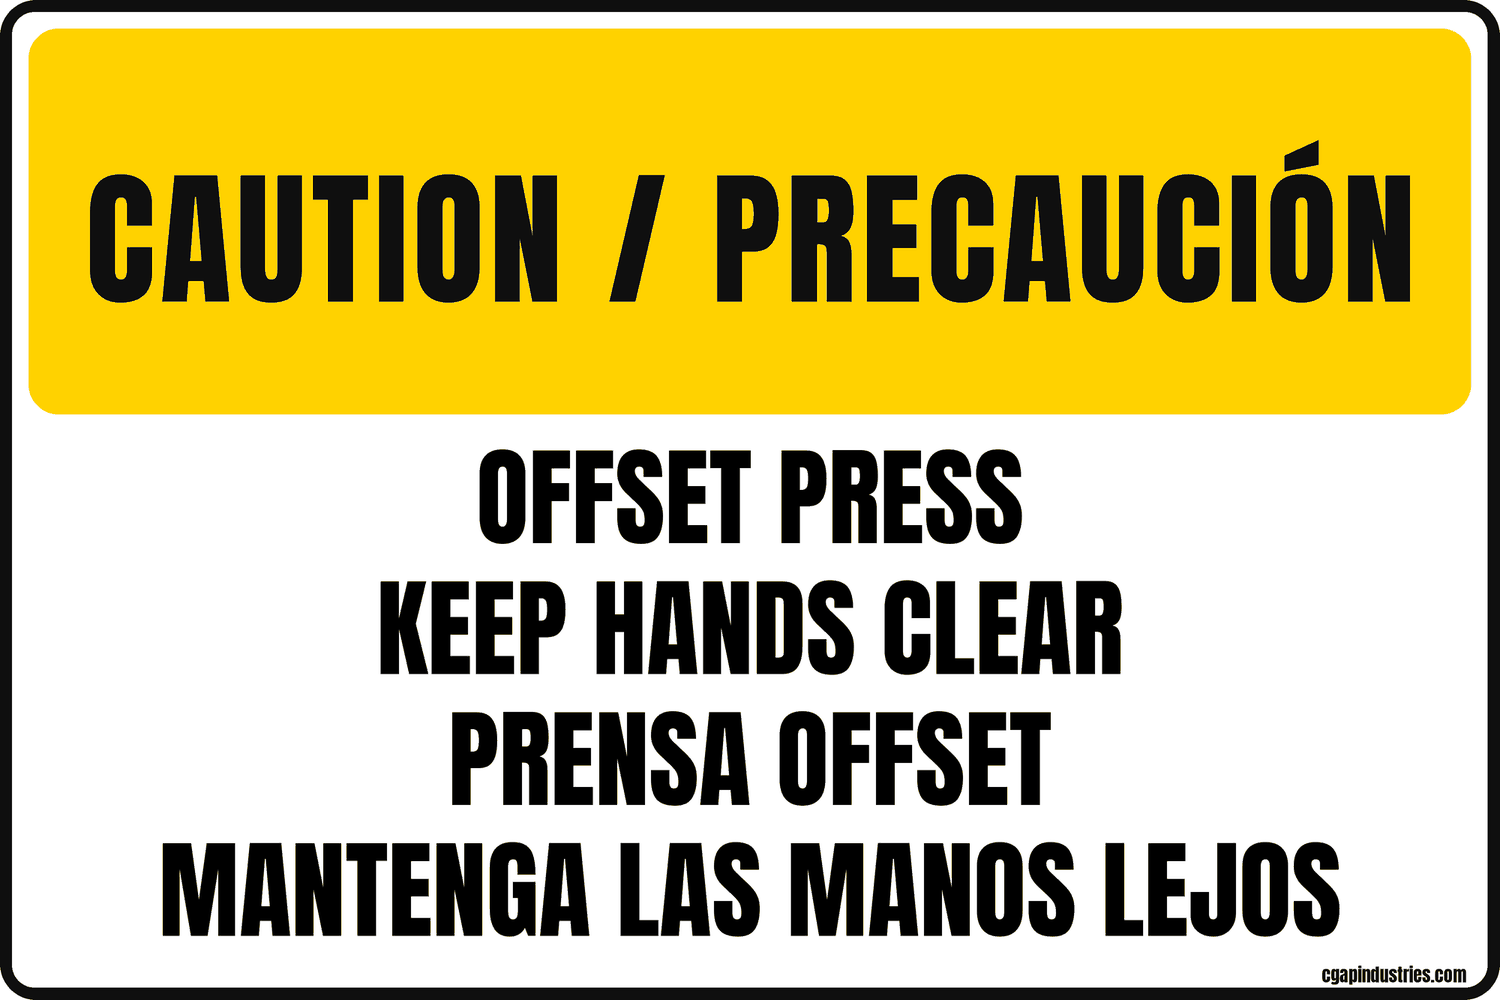 CAUTION / PRECAUCIÓN
OFFSET PRESS
KEEP HANDS CLEAR
PRENSA OFFSET
MANTENGA LAS MANOS LEJOS
cgapindustries.com